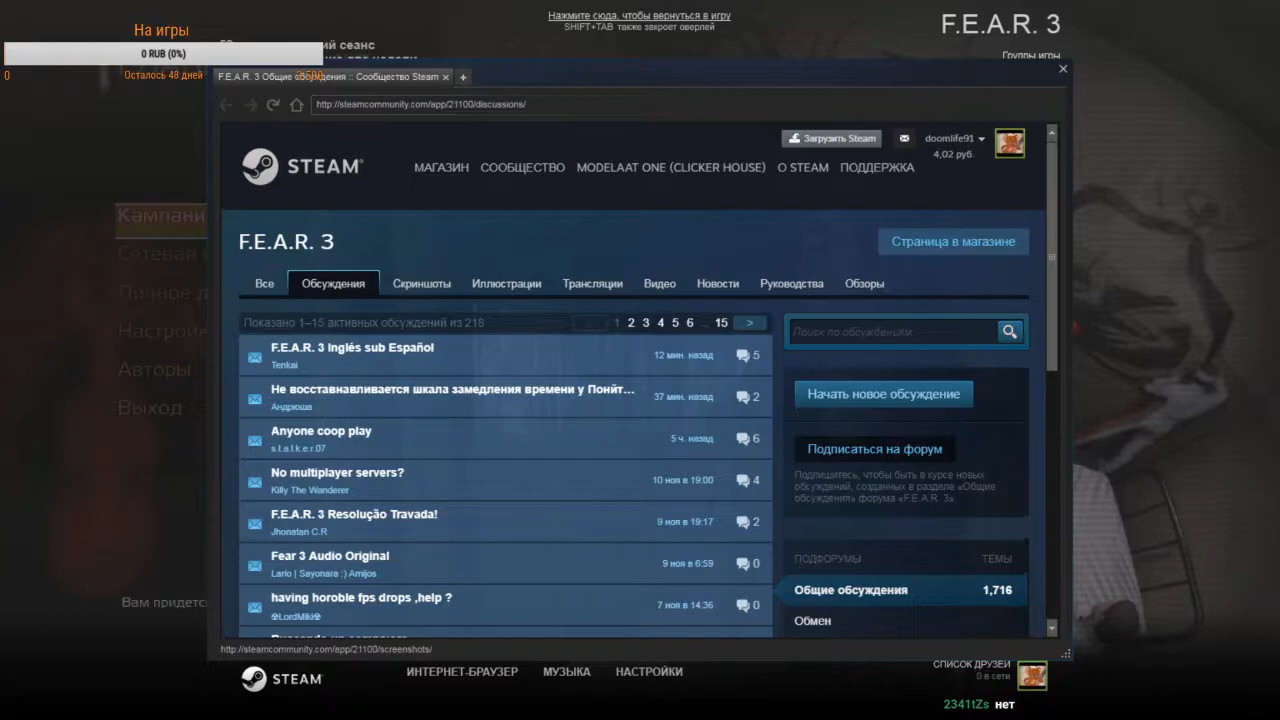 На игры
0 RUB (0%)
0
Осталось 48 дней
Нажмите сюда, чтобы вернуться в игру
SHIFT+TAB также закроет оверлей
F.E.A.R. 3
Группы игры
сеанс
F.E.A.R. 3 Общие обсуждения :: Сообщество Steam
http://steamcommunity.com/app/21100/discussions/
Загрузить Steam
doomlife91
4,02 руб.
STEAM
МАГАЗИН СООБЩЕСТВО MODELAAT ONE (CLICKER HOUSE) О STEAM ПОДДЕРЖКА
F.E.A.R. 3
Страница в магазине
Все Обсуждения Скриншоты Иллюстрации Трансляции Видео Новости Руководства Обзоры
Показано 1–15 активных обсуждений из 218
1 2 3 4 5 6 ... 15 >
Поиск по обсуждениям
F.E.A.R. 3 Inglés sub Español
Tenkai
12 мин. назад
5
Не восстанавливается шкала замедления времени у Пойнт...
Андрюша
37 мин. назад
2
Anyone coop play
s.t.a.l.k.e.r.07
5 ч. назад
6
No multiplayer servers?
Killy The Wanderer
10 ноя в 19:00
4
F.E.A.R. 3 Resolução Travada!
Jhonatan C.R
9 ноя в 19:17
2
Fear 3 Audio Original
Lario | Sayonara :) Amijos
9 ноя в 6:59
0
having horoble fps drops ,help ?
☢LordMiki☢
7 ноя в 14:36
0
Начать новое обсуждение
Подписаться на форум
Подпишитесь, чтобы быть в курсе новых
обсуждений, созданных в разделе «Общие
обсуждения» форума «F.E.A.R. 3».
ПОДФОРУМЫ ТЕМЫ
Общие обсуждения 1,716
Обмен
http://steamcommunity.com/app/21100/screenshots/
Кампани
Сетевая
Личное д
Настройк
Авторы
Выход
Вам придетс
STEAM
ИНТЕРНЕТ-БРАУЗЕР МУЗЫКА НАСТРОЙКИ
СПИСОК ДРУЗЕЙ
0 в сети
2341tZs нет